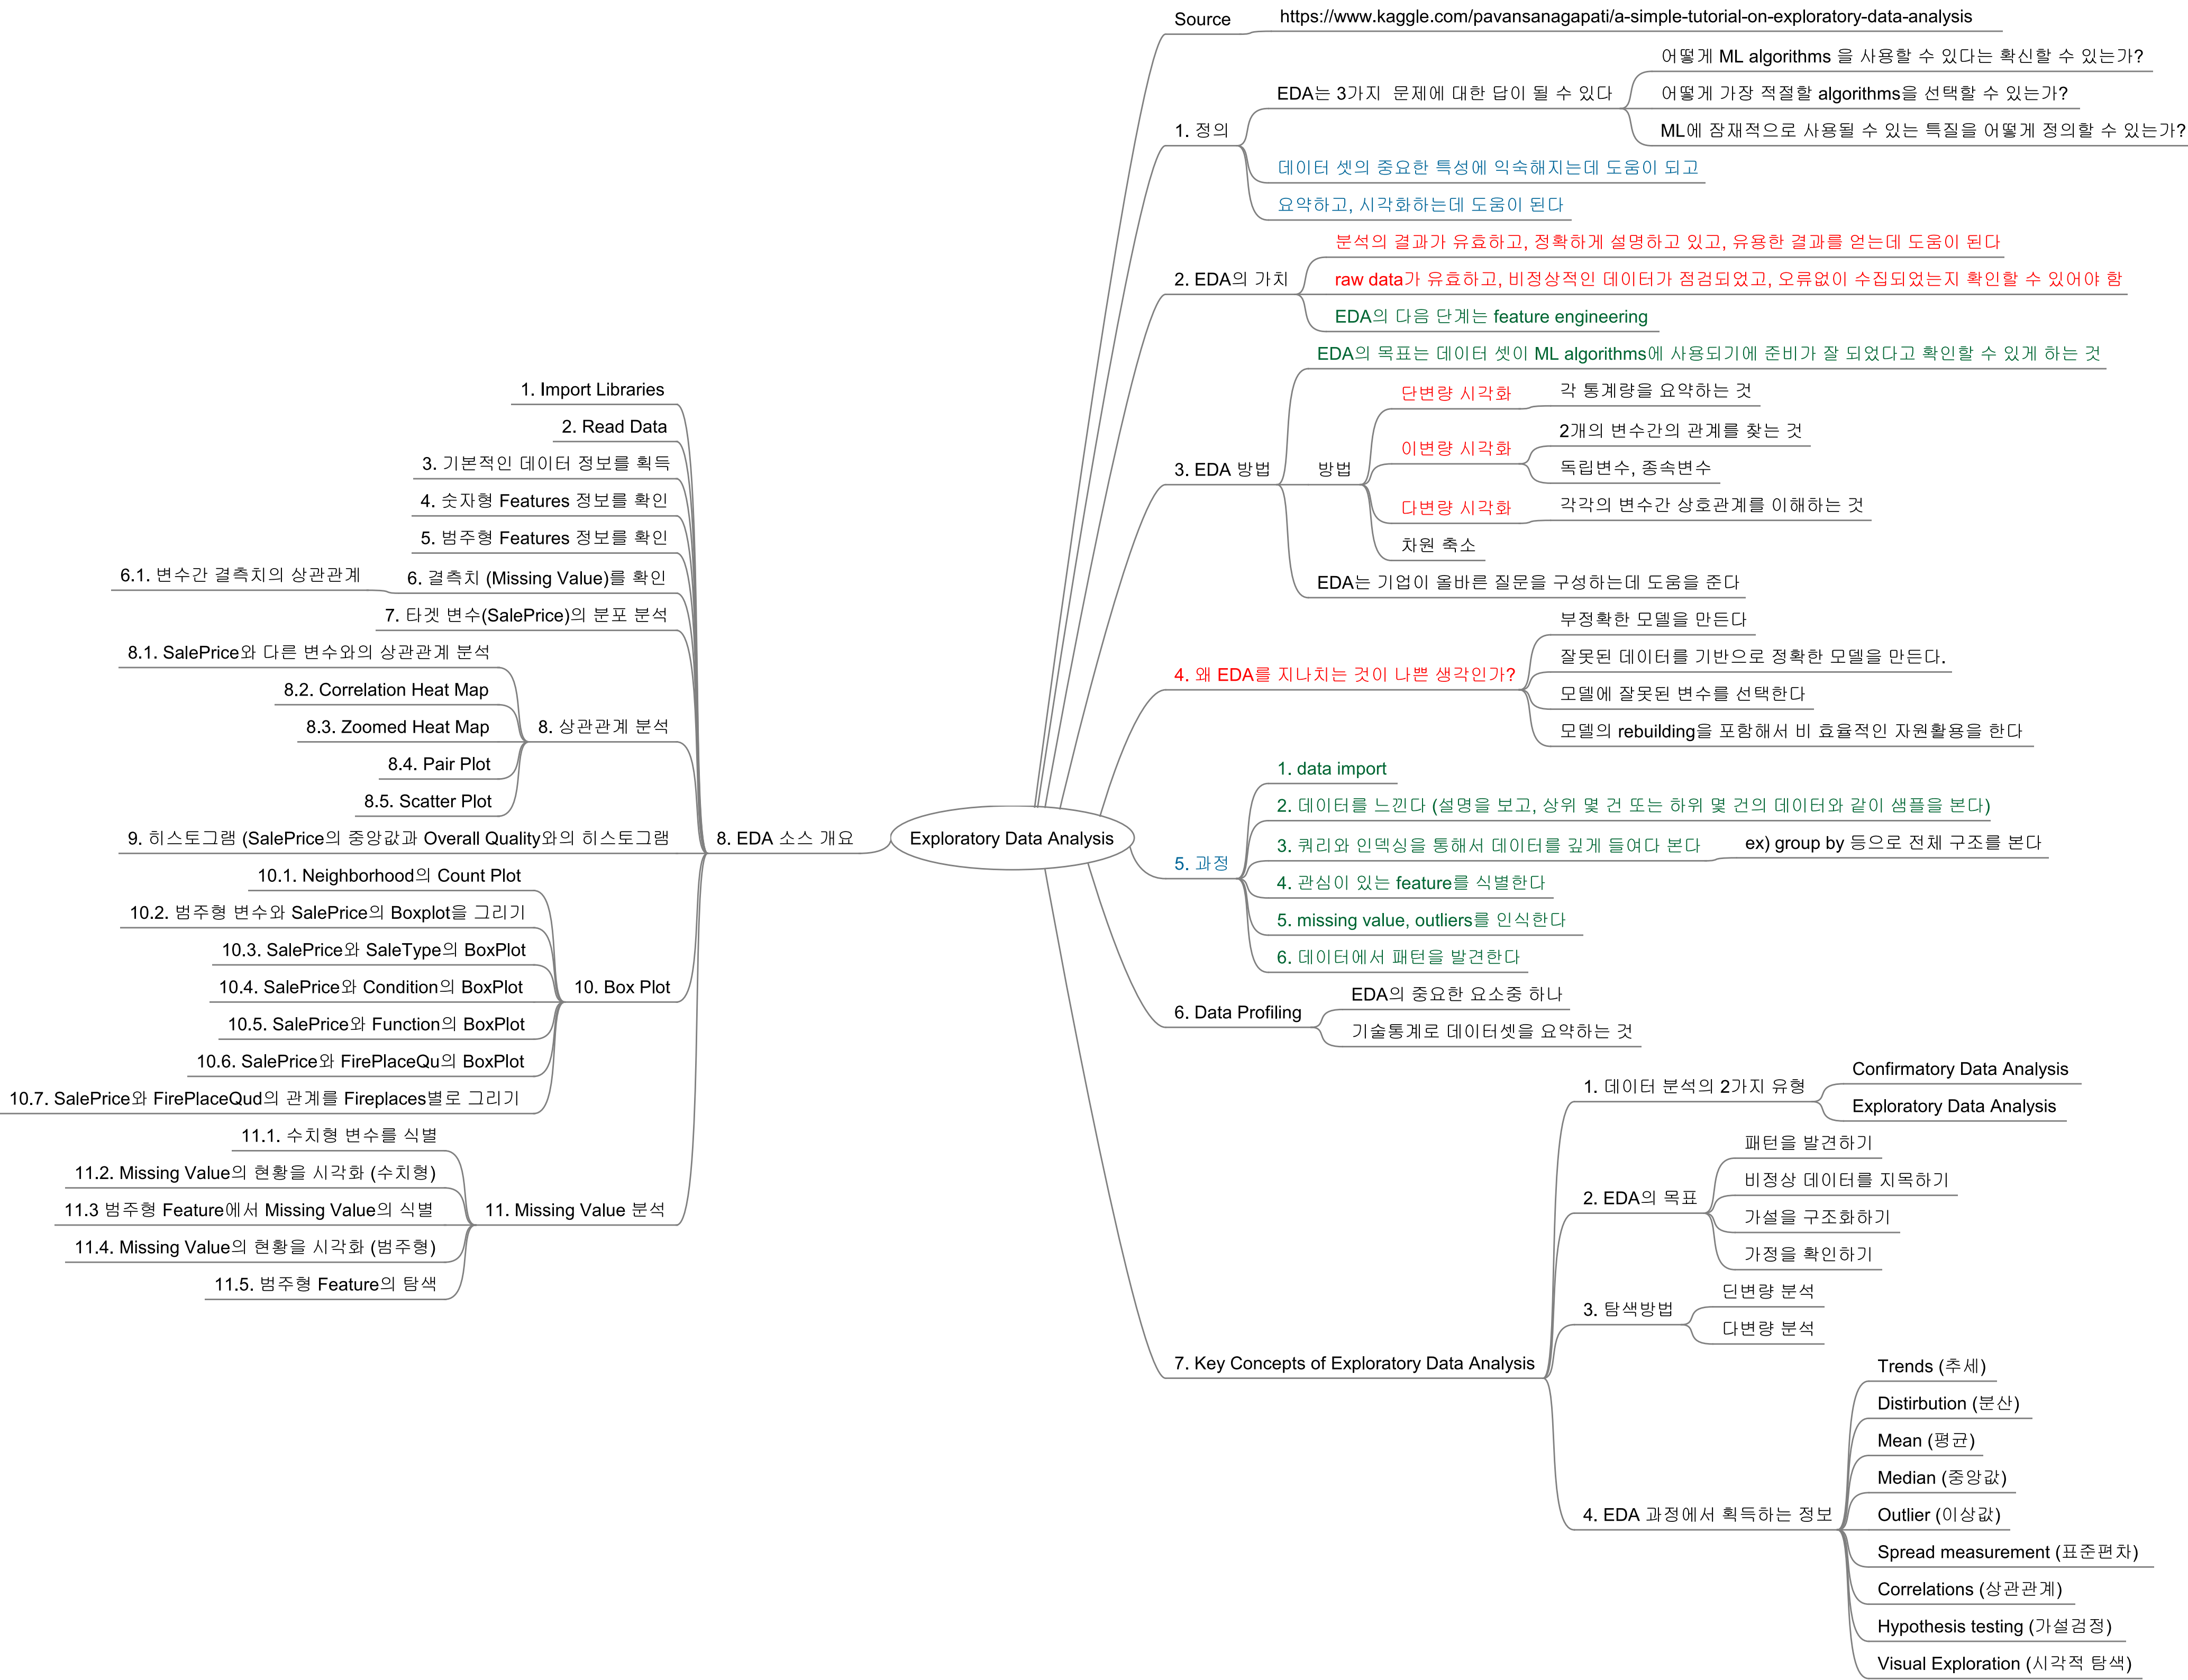 Exploratory Data Analysis
Source
https://www.kaggle.com/pavansanagapati/a-simple-tutorial-on-exploratory-data-analysis
1. 정의
EDA는 3가지 문제에 대한 답이 될 수 있다
어떻게 ML algorithms 을 사용할 수 있다는 확신할 수 있는가?
어떻게 가장 적절할 algorithms을 선택할 수 있는가?
ML에 잠재적으로 사용될 수 있는 특질을 어떻게 정의할 수 있는가?
데이터 셋의 중요한 특성에 익숙해지는데 도움이 되고
요약하고, 시각화하는데 도움이 된다
2. EDA의 가치
분석의 결과가 유효하고, 정확하게 설명하고 있고, 유용한 결과를 얻는데 도움이 된다
raw data가 유효하고, 비정상적인 데이터가 점검되었고, 오류없이 수집되었는지 확인할 수 있어야 함
EDA의 다음 단계는 feature engineering
3. EDA 방법
EDA의 목표는 데이터 셋이 ML algorithms에 사용되기에 준비가 잘 되었다고 확인할 수 있게 하는 것
방법
단변량 시각화
각 통계량을 요약하는 것
이변량 시각화
2개의 변수간의 관계를 찾는 것
독립변수, 종속변수
다변량 시각화
각각의 변수간 상호관계를 이해하는 것
차원 축소
EDA는 기업이 올바른 질문을 구성하는데 도움을 준다
4. 왜 EDA를 지나치는 것이 나쁜 생각인가?
부정확한 모델을 만든다
잘못된 데이터를 기반으로 정확한 모델을 만든다.
모델에 잘못된 변수를 선택한다
모델의 rebuilding을 포함해서 비 효율적인 자원활용을 한다
5. 과정
1. data import
2. 데이터를 느낀다 (설명을 보고, 상위 몇 건 또는 하위 몇 건의 데이터와 같이 샘플을 본다)
3. 쿼리와 인덱싱을 통해서 데이터를 깊게 들여다 본다
ex) group by 등으로 전체 구조를 본다
4. 관심이 있는 feature를 식별한다
5. missing value, outliers를 인식한다
6. 데이터에서 패턴을 발견한다
6. Data Profiling
EDA의 중요한 요소중 하나
기술통계로 데이터셋을 요약하는 것
7. Key Concepts of Exploratory Data Analysis
1. 데이터 분석의 2가지 유형
Confirmatory Data Analysis
Exploratory Data Analysis
2. EDA의 목표
패턴을 발견하기
비정상 데이터를 지목하기
가설을 구조화하기
가정을 확인하기
3. 탐색방법
딘변량 분석
다변량 분석
4. EDA 과정에서 획득하는 정보
Trends (추세)
Distirbution (분산)
Mean (평균)
Median (중앙값)
Outlier (이상값)
Spread measurement (표준편차)
Correlations (상관관계)
Hypothesis testing (가설검정)
Visual Exploration (시각적 탐색)
8. EDA 소스 개요
1. Import Libraries
2. Read Data
3. 기본적인 데이터 정보를 획득
4. 숫자형 Features 정보를 확인
5. 범주형 Features 정보를 확인
6. 결측치 (Missing Value)를 확인
6.1. 변수간 결측치의 상관관계
7. 타겟 변수(SalePrice)의 분포 분석
8. 상관관계 분석
8.1. SalePrice와 다른 변수와의 상관관계 분석
8.2. Correlation Heat Map
8.3. Zoomed Heat Map
8.4. Pair Plot
8.5. Scatter Plot
9. 히스토그램 (SalePrice의 중앙값과 Overall Quality와의 히스토그램
10. Box Plot
10.1. Neighborhood의 Count Plot
10.2. 범주형 변수와 SalePrice의 Boxplot을 그리기
10.3. SalePrice와 SaleType의 BoxPlot
10.4. SalePrice와 Condition의 BoxPlot
10.5. SalePrice와 Function의 BoxPlot
10.6. SalePrice와 FirePlaceQu의 BoxPlot
10.7. SalePrice와 FirePlaceQud의 관계를 Fireplaces별로 그리기
11. Missing Value 분석
11.1. 수치형 변수를 식별
11.2. Missing Value의 현황을 시각화 (수치형)
11.3 범주형 Feature에서 Missing Value의 식별
11.4. Missing Value의 현황을 시각화 (범주형)
11.5. 범주형 Feature의 탐색